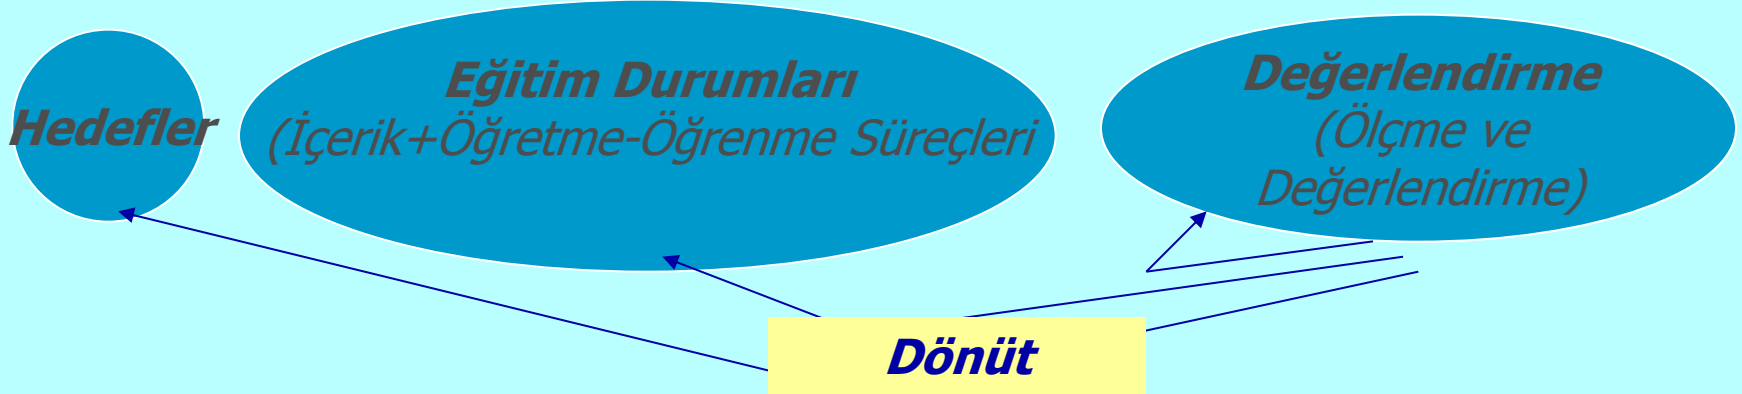 Hedefler
Eğitim Durumları
(İçerik+Öğretme-Öğrenme Süreçleri
Değerlendirme
(Ölçme ve
Değerlendirme)
Dönüt